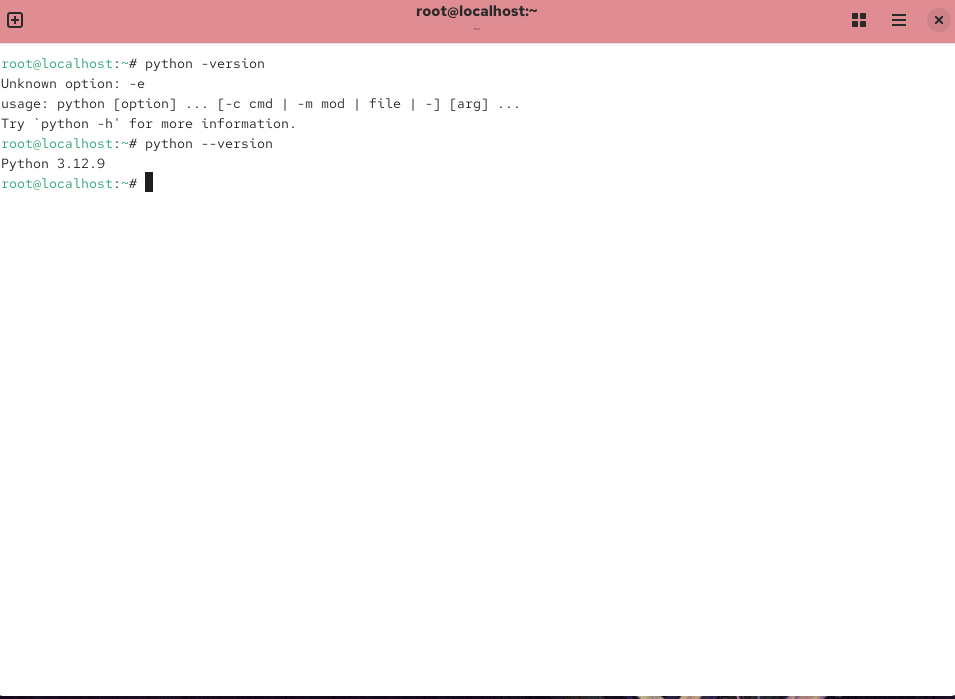 root@localhost:~
~
root@localhost:~# python -version
Unknown option: -e
usage: python [option] ... [-c cmd | -m mod | file | -] [arg] ...
Try `python -h' for more information.
root@localhost:~# python --version
Python 3.12.9
root@localhost:~#